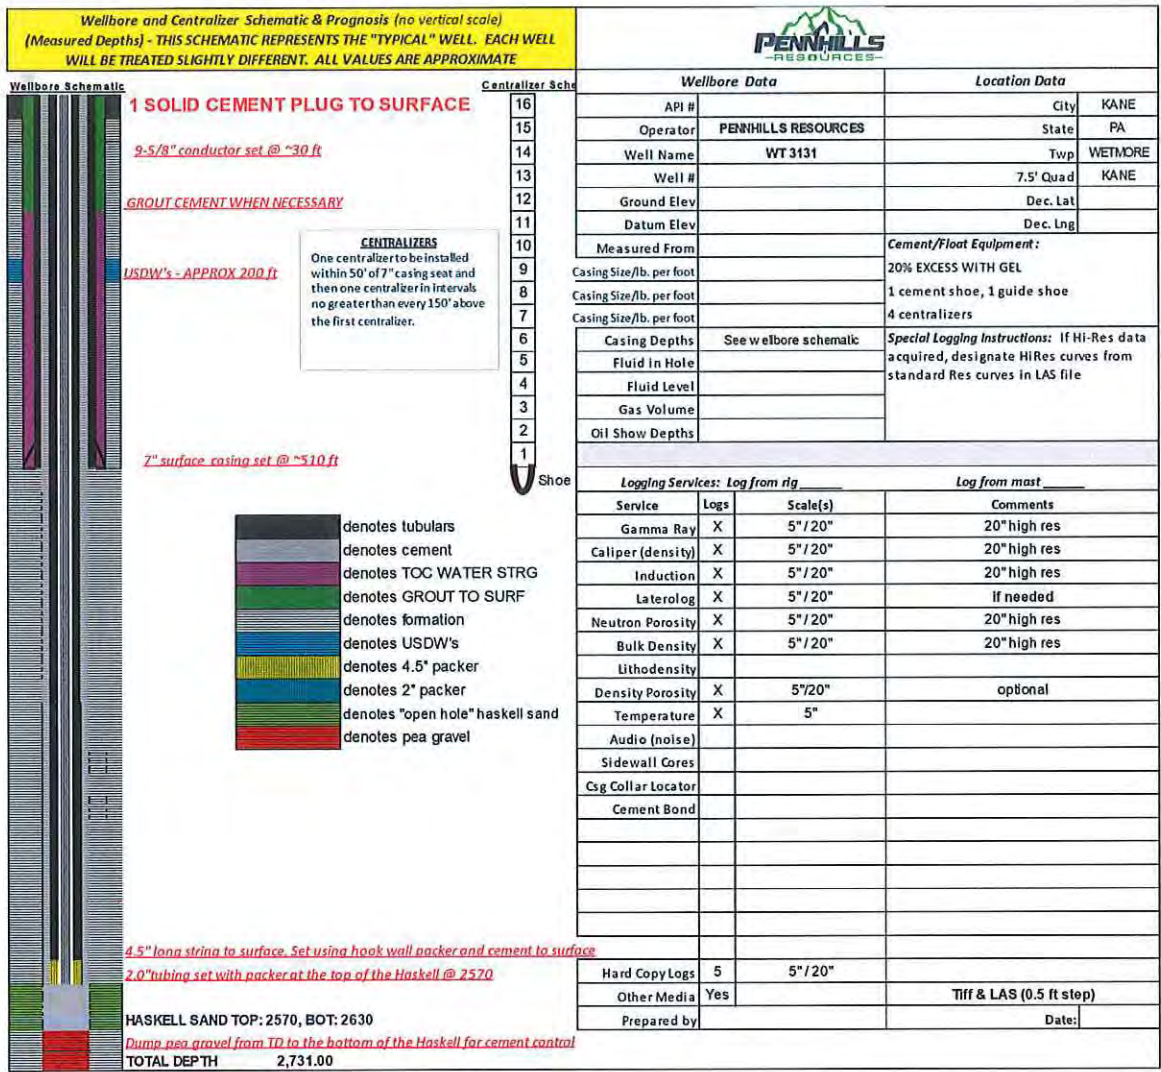 Wellbore and Centralizer Schematic & Prognosis (no vertical scale)
(Measured Depths) - THIS SCHEMATIC REPRESENTS THE "TYPICAL" WELL. EACH WELL
WILL BE TREATED SLIGHTLY DIFFERENT. ALL VALUES ARE APPROXIMATE
Wellbore Schematic
Centralizer Sche
1 SOLID CEMENT PLUG TO SURFACE
9-5/8" conductor set @ ~30 ft
GROUT CEMENT WHEN NECESSARY
USDW's - APPROX 200 ft
CENTRALIZERS
One centralizer to be installed
within 50' of 7" casing seat and
then one centralizer in intervals
no greater than every 150' above
the first centralizer.
7" surface casing set @ ~510 ft
16
15
14
13
12
11
10
9
8
7
6
5
4
3
2
1
Shoe
denotes tubulars
denotes cement
denotes TOC WATER STRG
denotes GROUT TO SURF
denotes formation
denotes USDW's
denotes 4.5" packer
denotes 2" packer
denotes "open hole" haskell sand
denotes pea gravel
4.5" long string to surface. Set using hook wall packer and cement to surface
2.0" tubing set with packer at the top of the Haskell @ 2570
HASKELL SAND TOP: 2570, BOT: 2630
Dump pea gravel from TD to the bottom of the Haskell for cement control
TOTAL DEPTH 2,731.00
PENNHILLS
-RESOURCES-
Wellbore Data Location Data
API # City KANE
Operator PENNHILLS RESOURCES State PA
Well Name WT 3131 Twp WETMORE
Well # 7.5' Quad KANE
Ground Elev Dec. Lat
Datum Elev Dec. Lng
Measured From Cement/Float Equipment:
Casing Size/lb. per foot 20% EXCESS WITH GEL
Casing Size/lb. per foot 1 cement shoe, 1 guide shoe
Casing Size/lb. per foot 4 centralizers
Casing Depths See wellbore schematic Special Logging Instructions: If Hi-Res data
Fluid in Hole acquired, designate HiRes curves from
Fluid Level standard Res curves in LAS file
Gas Volume
Oil Show Depths
Logging Services: Log from rig ______ Log from mast ______
Service Logs Scale(s) Comments
Gamma Ray X 5" / 20" 20" high res
Caliper (density) X 5" / 20" 20" high res
Induction X 5" / 20" 20" high res
Laterolog X 5" / 20" If needed
Neutron Porosity X 5" / 20" 20" high res
Bulk Density X 5" / 20" 20" high res
Lithodensity
Density Porosity X 5"/20" optional
Temperature X 5"
Audio (noise)
Sidewall Cores
Csg Collar Locator
Cement Bond
Hard Copy Logs 5 5" / 20"
Other Media Yes Tiff & LAS (0.5 ft step)
Prepared by Date: